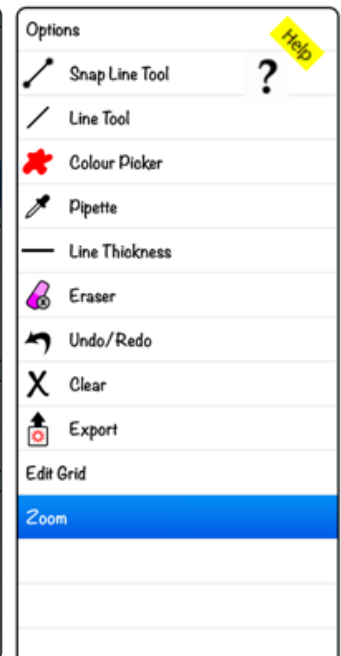 Options
Help
Snap Line Tool
?
Line Tool
Colour Picker
Pipette
Line Thickness
Eraser
Undo/Redo
Clear
Export
Edit Grid
Zoom